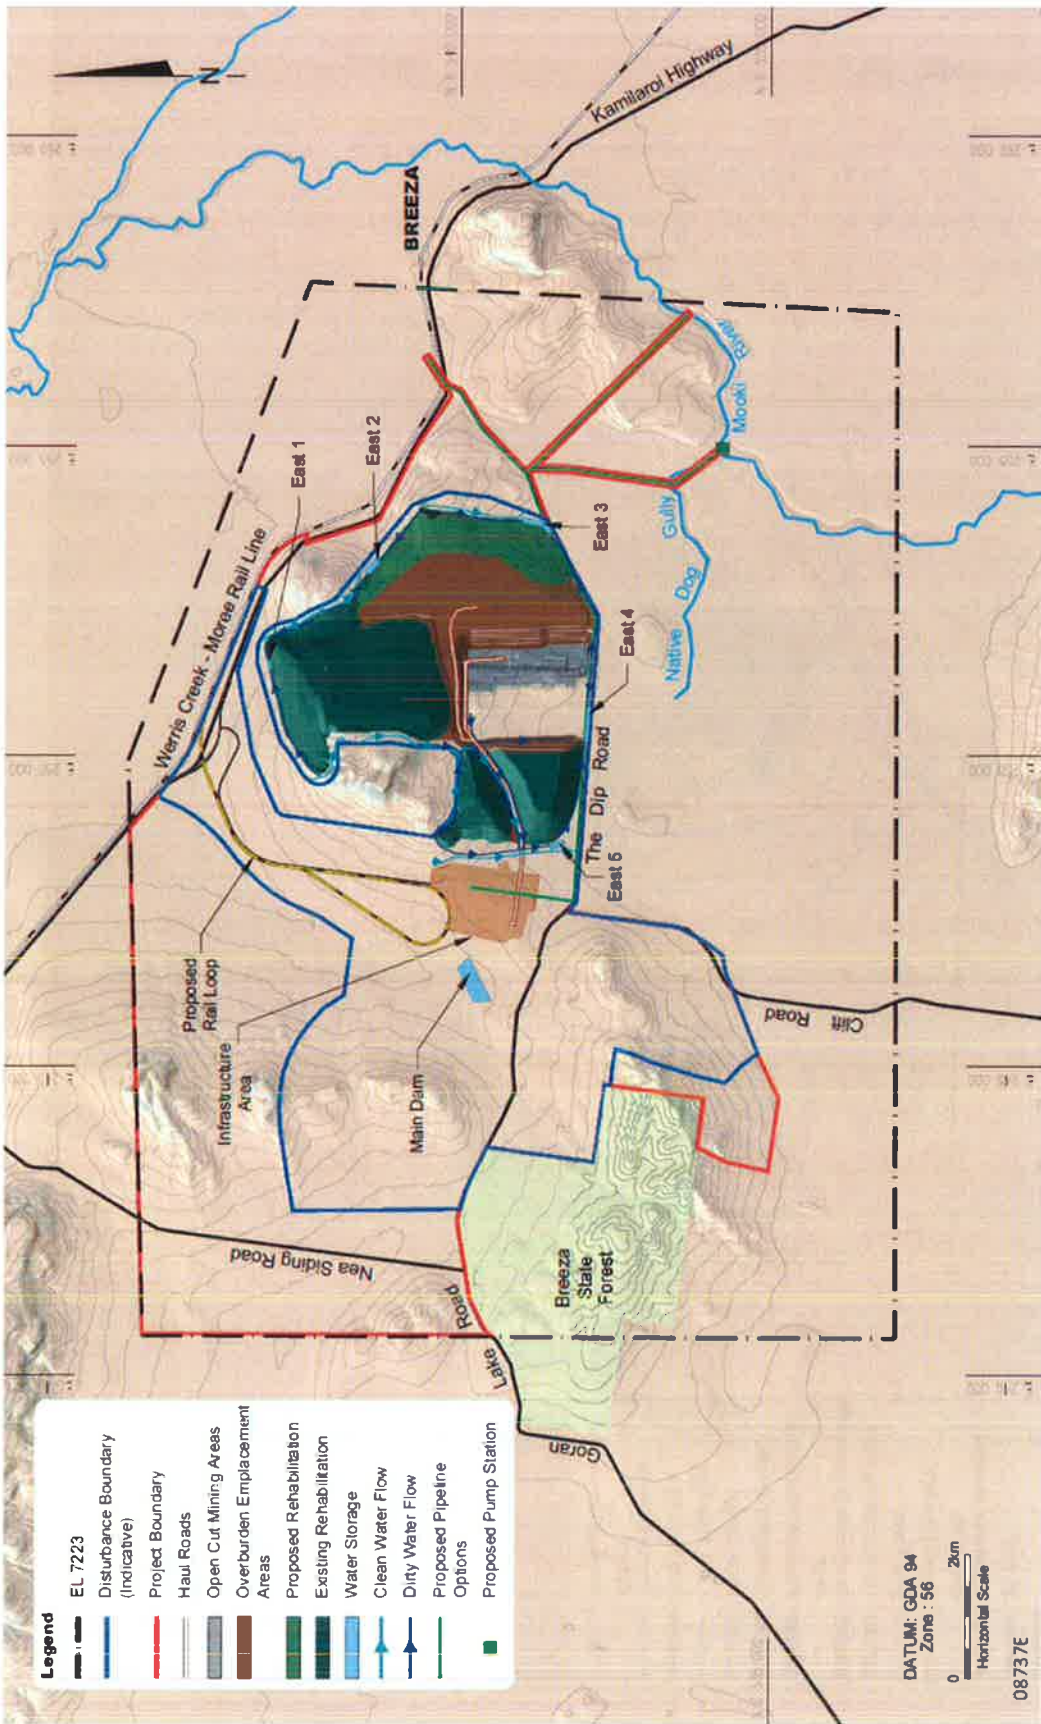 Legend
EL 7223
Disturbance Boundary
(Indicative)
Project Boundary
Haul Roads
Open Cut Mining Areas
Overburden Emplacement
Areas
Proposed Rehabilitation
Existing Rehabilitation
Water Storage
Clean Water Flow
Dirty Water Flow
Proposed Pipeline
Options
Proposed Pump Station
N
Werris Creek - Moree Rail Line
BREEZA
Kamilaroi Highway
East 1
East 2
East 3
East 4
East 5
Proposed
Rail Loop
Infrastructure
Area
Main Dam
Nea Siding Road
The Dip Road
Goran Lake Road
Clift Road
Breeza
State
Forest
Native Dog Gully
Mooki River
DATUM: GDA 94
Zone : 56
0 2km
Horizontal Scale
08737E